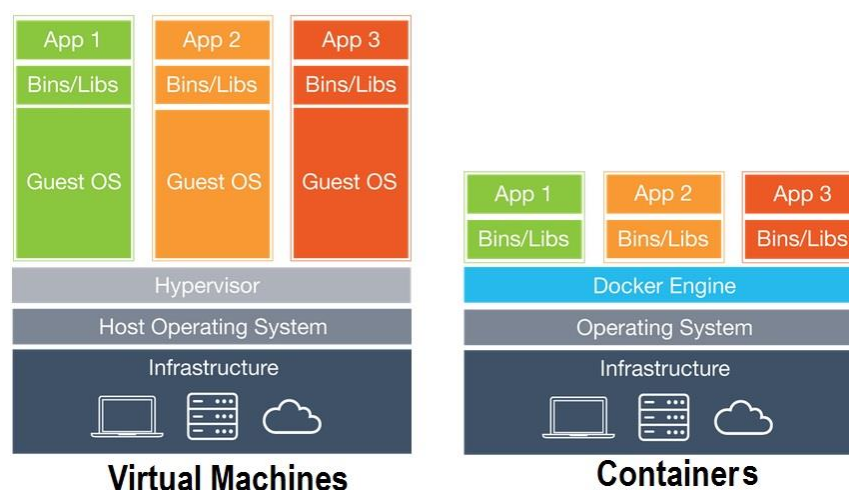 App 1
App 2
App 3
Bins/Libs
Bins/Libs
Bins/Libs
Guest OS
Guest OS
Guest OS
Hypervisor
Host Operating System
Infrastructure
Virtual Machines
App 1
App 2
App 3
Bins/Libs
Bins/Libs
Bins/Libs
Docker Engine
Operating System
Infrastructure
Containers